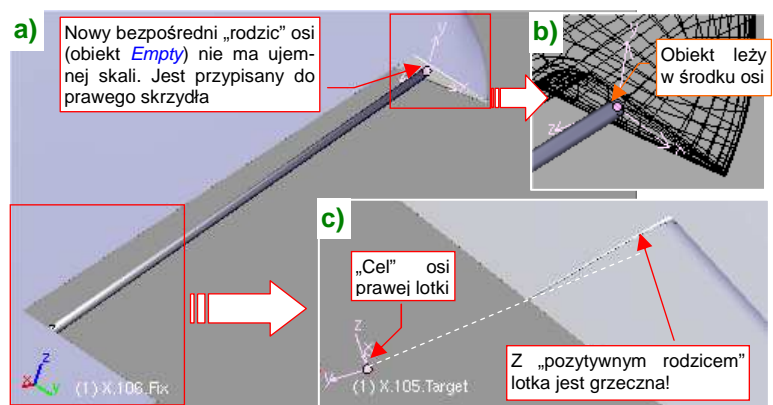 a)
Nowy bezpośredni „rodzic” osi
(obiekt Empty) nie ma ujem-
nej skali. Jest przypisany do
prawego skrzydła
y
b)
Obiekt leży
w środku osi
z
x
c)
„Cel” osi
prawej lotki
z
x
Z „pozytywnym rodzicem”
lotka jest grzeczna!
z
x
y
(1) X.106.Fix
(1) X.105.Target